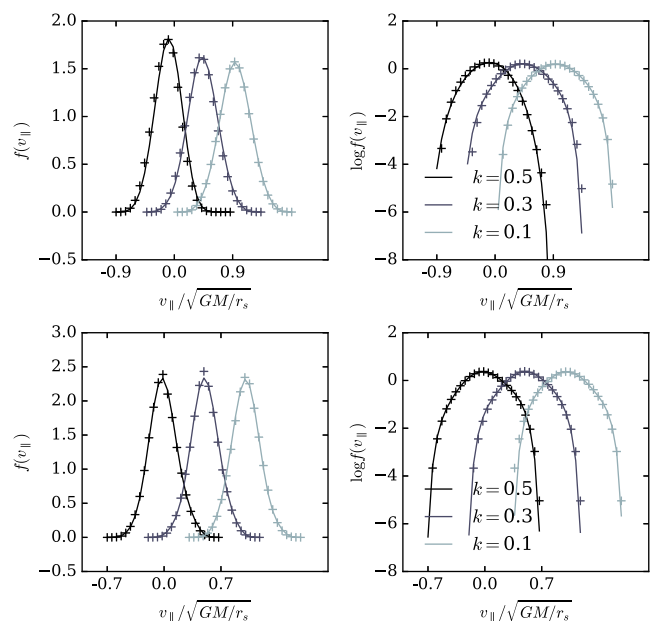 2.0
1.5
1.0
0.5
0.0
−0.5
f(v∥)
-0.9 0.0 0.9
v∥/√GM/r_s
2
0
−2
−4
−6
−8
log f(v∥)
k = 0.5
k = 0.3
k = 0.1
-0.9 0.0 0.9
v∥/√GM/r_s
3.0
2.5
2.0
1.5
1.0
0.5
0.0
−0.5
f(v∥)
-0.7 0.0 0.7
v∥/√GM/r_s
2
0
−2
−4
−6
−8
log f(v∥)
k = 0.5
k = 0.3
k = 0.1
-0.7 0.0 0.7
v∥/√GM/r_s